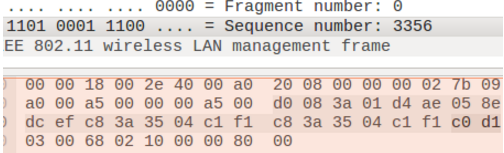 .... .... .... 0000 = Fragment number: 0
1101 0001 1100 .... = Sequence number: 3356
EE 802.11 wireless LAN management frame
00 00 18 00 2e 40 00 a0 20 08 00 00 00 02 7b 09
a0 00 a5 00 00 00 a5 00 d0 08 3a 01 d4 ae 05 8e
dc ef c8 3a 35 04 c1 f1 c8 3a 35 04 c1 f1 c0 d1
03 00 68 02 10 00 00 80 00